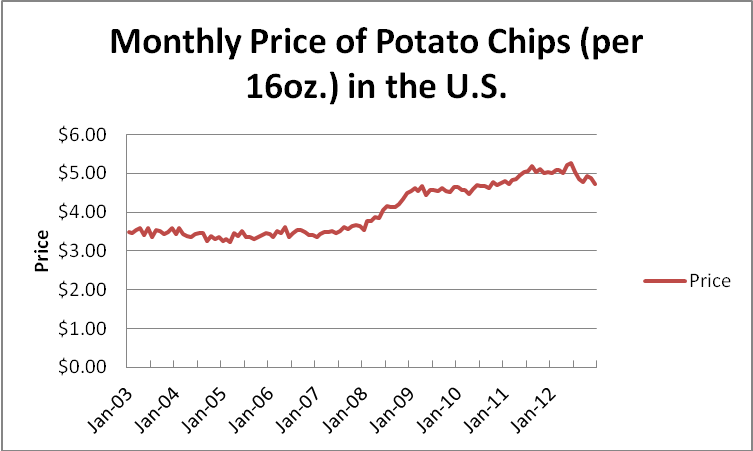 Monthly Price of Potato Chips (per
16oz.) in the U.S.
$6.00
$5.00
$4.00
$3.00
$2.00
$1.00
$0.00
Price
Jan-03
Jan-04
Jan-05
Jan-06
Jan-07
Jan-08
Jan-09
Jan-10
Jan-11
Jan-12
Price